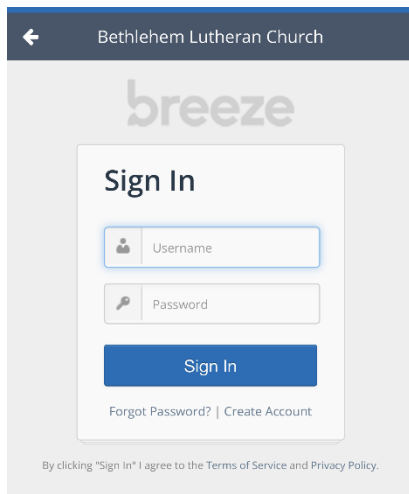 Bethlehem Lutheran Church
breeze
Sign In
Username
Password
Sign In
Forgot Password? | Create Account
By clicking "Sign In" I agree to the Terms of Service and Privacy Policy.